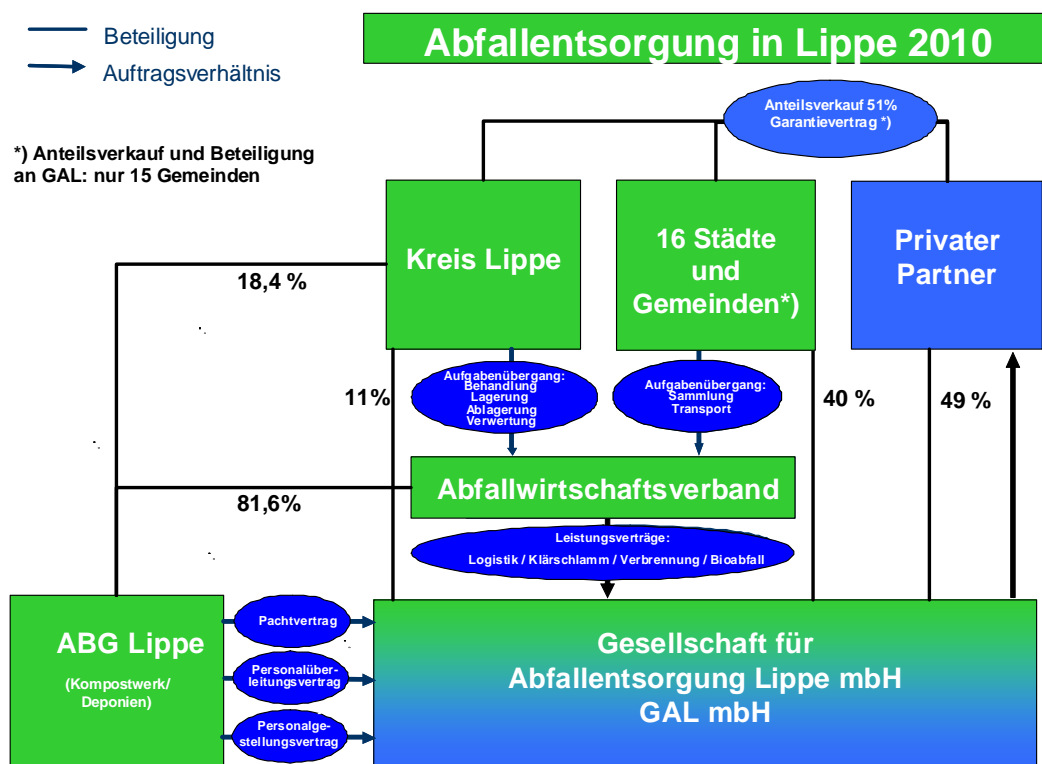 Abfallentsorgung in Lippe 2010
Beteiligung
Auftragsverhältnis
*) Anteilsverkauf und Beteiligung
an GAL: nur 15 Gemeinden
Anteilsverkauf 51%
Garantievertrag *)
Kreis Lippe
16 Städte
und
Gemeinden*)
Privater
Partner
18,4 %
11%
Aufgabenübergang:
Behandlung
Lagerung
Ablagerung
Verwertung
Aufgabenübergang:
Sammlung
Transport
40 %
49 %
Abfallwirtschaftsverband
81,6%
Leistungsverträge:
Logistik / Klärschlamm / Verbrennung / Bioabfall
ABG Lippe
(Kompostwerk/
Deponien)
Pachtvertrag
Personalüber-
leitungsvertrag
Personalge-
stellungsvertrag
Gesellschaft für
Abfallentsorgung Lippe mbH
GAL mbH